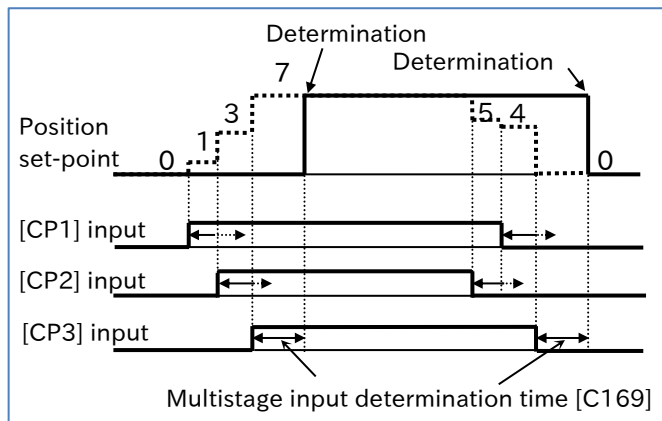 Determination
Determination
7
3
5 4
1
Position
set-point
0
0
[CP1] input
[CP2] input
[CP3] input
Multistage input determination time [C169]